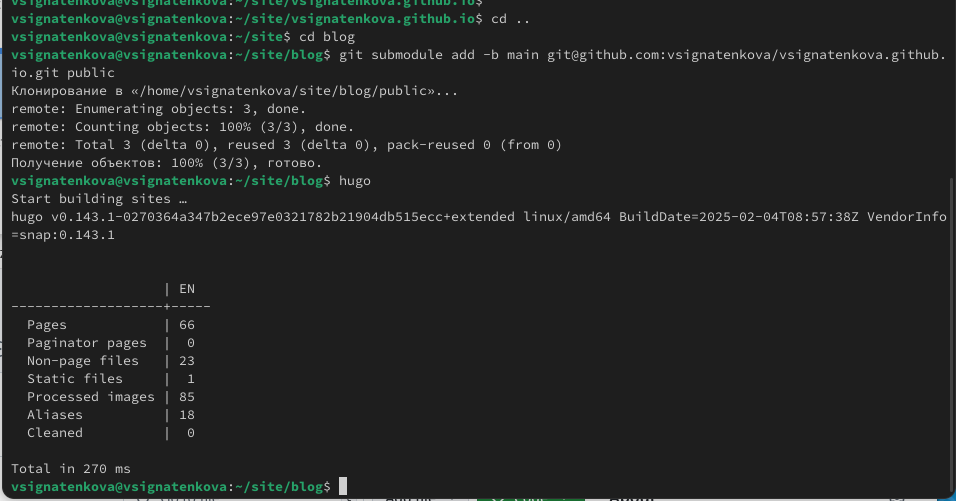 vsignatenkova@vsignatenkova:~/site/vsignatenkova.github.io$
vsignatenkova@vsignatenkova:~/site/vsignatenkova.github.io$ cd ..
vsignatenkova@vsignatenkova:~/site$ cd blog
vsignatenkova@vsignatenkova:~/site/blog$ git submodule add -b main git@github.com:vsignatenkova/vsignatenkova.github.
io.git public
Клонирование в «/home/vsignatenkova/site/blog/public»...
remote: Enumerating objects: 3, done.
remote: Counting objects: 100% (3/3), done.
remote: Total 3 (delta 0), reused 3 (delta 0), pack-reused 0 (from 0)
Получение объектов: 100% (3/3), готово.
vsignatenkova@vsignatenkova:~/site/blog$ hugo
Start building sites …
hugo v0.143.1-0270364a347b2ece97e0321782b21904db515ecc+extended linux/amd64 BuildDate=2025-02-04T08:57:38Z VendorInfo
=snap:0.143.1
                   | EN
-------------------+-----
  Pages            | 66
  Paginator pages  |  0
  Non-page files   | 23
  Static files     |  1
  Processed images | 85
  Aliases          | 18
  Cleaned          |  0
Total in 270 ms
vsignatenkova@vsignatenkova:~/site/blog$